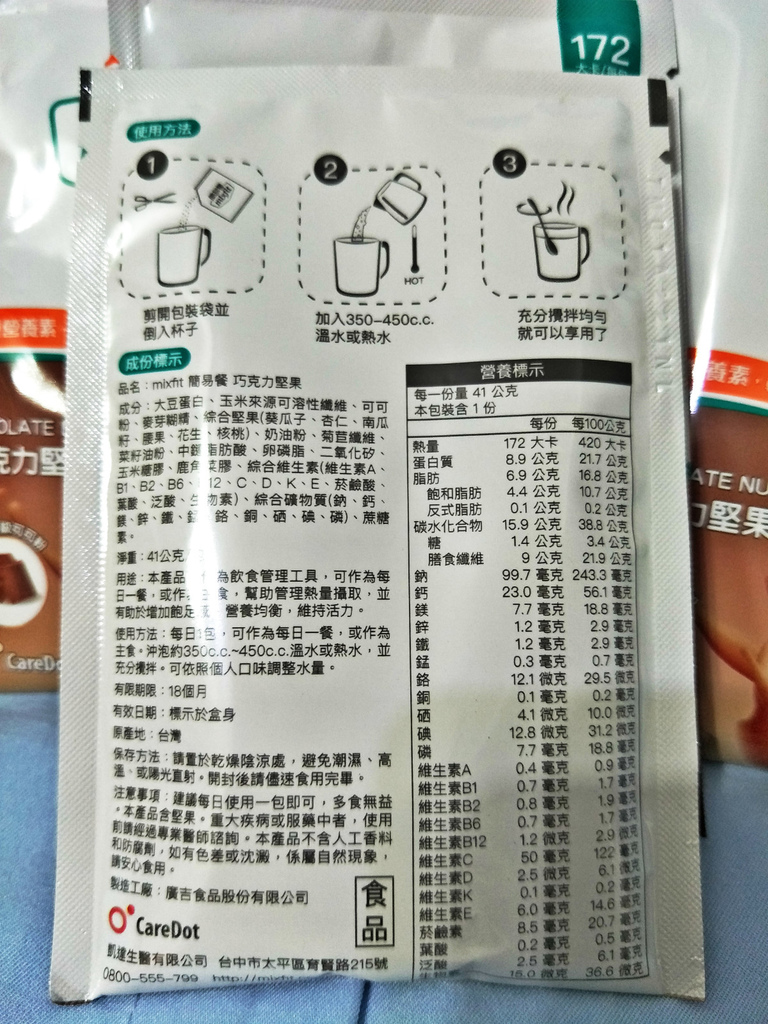 172
大卡/每包
使用方法
1
2
3
HOT
剪開包裝袋並
倒入杯子
加入350-450c.c.
溫水或熱水
充分攪拌均勻
就可以享用了
成份標示
品名：mixfit 簡易餐 巧克力堅果
成分：大豆蛋白、玉米來源可溶性纖維、可可
粉、麥芽糊精、綜合堅果(葵瓜子、杏仁、南瓜
籽、腰果、花生、核桃)、奶油粉、菊苣纖維、
菜籽油粉、中鏈脂肪酸、卵磷脂、二氧化矽、
玉米糖膠、鹿角菜膠、綜合維生素(維生素A、
B1、B2、B6、B12、C、D、K、E、菸鹼酸、
葉酸、泛酸、生物素)、綜合礦物質(鈉、鈣、
鎂、鋅、鐵、錳、鉻、銅、硒、碘、磷)、蔗糖
素。
淨重：41公克
用途：本產品 為飲食管理工具，可作為每
日一餐，或作為主食，幫助管理熱量攝取，並
有助於增加飽足感 營養均衡，維持活力。
使用方法：每日1包，可作為每日一餐，或作為
主食。沖泡約350c.c.~450c.c.溫水或熱水，並
充分攪拌。可依照個人口味調整水量。
有限期限：18個月
有效日期：標示於盒身
原產地：台灣
保存方法：請置於乾燥陰涼處，避免潮濕、高
溫、或陽光直射。開封後請儘速食用完畢。
注意事項：建議每日使用一包即可，多食無益
。本產品含堅果。重大疾病或服藥中者，使用
前請經過專業醫師諮詢。本產品不含人工香料
和防腐劑，如有色差或沈澱，係屬自然現象，
請安心食用。
製造工廠：廣吉食品股份有限公司
CareDot
食品
凱達生醫有限公司 台中市太平區育賢路215號
0800-555-799 http://mixfit
營養標示
每一份量 41 公克
本包裝含 1 份
每份 每100公克
熱量 172 大卡 420 大卡
蛋白質 8.9 公克 21.7 公克
脂肪 6.9 公克 16.8 公克
飽和脂肪 4.4 公克 10.7 公克
反式脂肪 0.1 公克 0.2 公克
碳水化合物 15.9 公克 38.8 公克
糖 1.4 公克 3.4 公克
膳食纖維 9 公克 21.9 公克
鈉 99.7 毫克 243.3 毫克
鈣 23.0 毫克 56.1 毫克
鎂 7.7 毫克 18.8 毫克
鋅 1.2 毫克 2.9 毫克
鐵 1.2 毫克 2.9 毫克
錳 0.3 毫克 0.7 毫克
鉻 12.1 微克 29.5 微克
銅 0.1 毫克 0.2 毫克
硒 4.1 微克 10.0 微克
碘 12.8 微克 31.2 微克
磷 7.7 毫克 18.8 毫克
維生素A 0.4 毫克 0.9 毫克
維生素B1 0.7 毫克 1.7 毫克
維生素B2 0.8 毫克 1.9 毫克
維生素B6 0.7 毫克 1.7 毫克
維生素B12 1.2 微克 2.9 微克
維生素C 50 毫克 122 毫克
維生素D 2.5 微克 6.1 微克
維生素K 0.1 毫克 0.2 毫克
維生素E 6.0 毫克 14.6 毫克
菸鹼素 8.5 毫克 20.7 毫克
葉酸 0.2 毫克 0.5 毫克
泛酸 2.5 毫克 6.1 毫克
15.0 微克 36.6 微克
營養素
OLATE
克力堅
CareDot
養素
ATE NU
力堅果